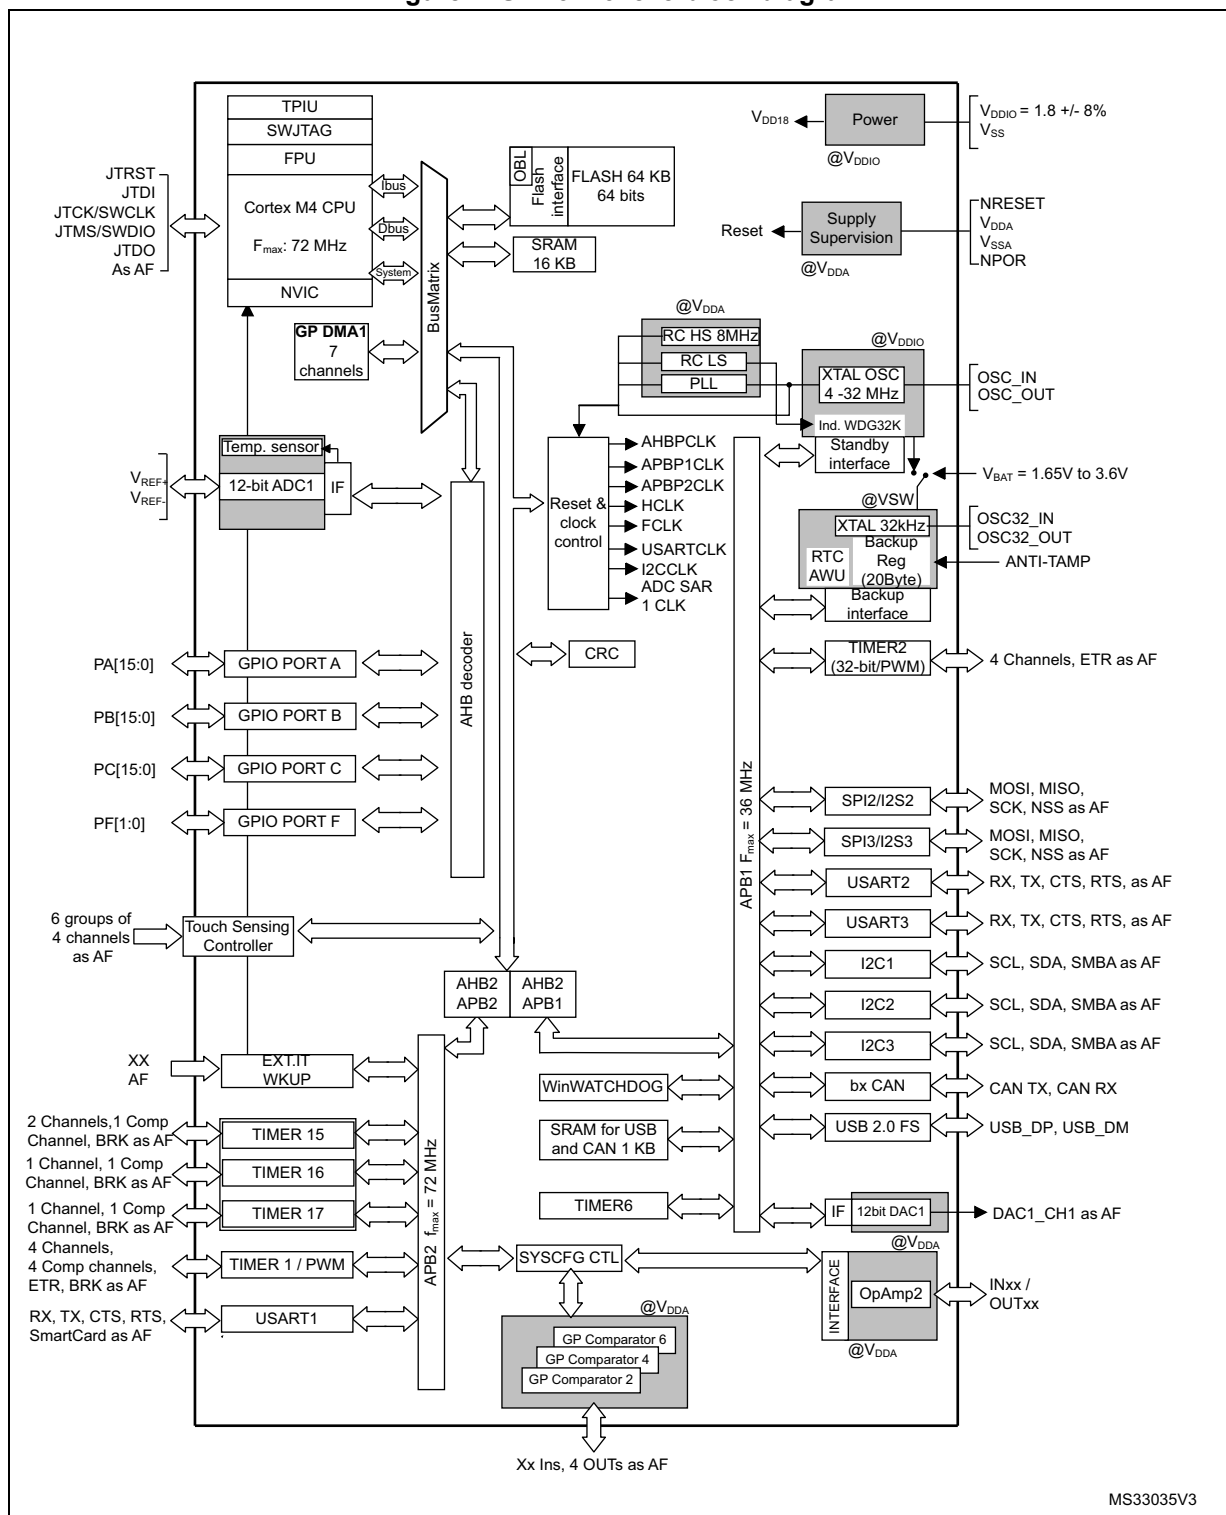 TPIU
SWJTAG
FPU
Cortex M4 CPU
Fmax: 72 MHz
NVIC
JTRST
JTDI
JTCK/SWCLK
JTMS/SWDIO
JTDO
As AF
Ibus
Dbus
System
BusMatrix
OBL
Flash
interface
FLASH 64 KB
64 bits
SRAM
16 KB
GP DMA1
7
channels
VDD18
Power
VDDIO = 1.8 +/- 8%
VSS
@VDDIO
Reset
Supply
Supervision
NRESET
VDDA
VSSA
NPOR
@VDDA
@VDDA
RC HS 8MHz
RC LS
PLL
@VDDIO
XTAL OSC
4 -32 MHz
OSC_IN
OSC_OUT
Ind. WDG32K
Standby
interface
VBAT = 1.65V to 3.6V
@VSW
XTAL 32kHz
OSC32_IN
OSC32_OUT
RTC
AWU
Backup
Reg
(20Byte)
ANTI-TAMP
Backup
interface
Temp. sensor
12-bit ADC1
IF
VREF+
VREF-
Reset &
clock
control
AHBPCLK
APBP1CLK
APBP2CLK
HCLK
FCLK
USARTCLK
I2CCLK
ADC SAR
1 CLK
AHB decoder
CRC
PA[15:0]
GPIO PORT A
PB[15:0]
GPIO PORT B
PC[15:0]
GPIO PORT C
PF[1:0]
GPIO PORT F
6 groups of
4 channels
as AF
Touch Sensing
Controller
AHB2
APB2
AHB2
APB1
APB1 Fmax = 36 MHz
TIMER2
(32-bit/PWM)
4 Channels, ETR as AF
SPI2/I2S2
MOSI, MISO,
SCK, NSS as AF
SPI3/I2S3
MOSI, MISO,
SCK, NSS as AF
USART2
RX, TX, CTS, RTS, as AF
USART3
RX, TX, CTS, RTS, as AF
I2C1
SCL, SDA, SMBA as AF
I2C2
SCL, SDA, SMBA as AF
I2C3
SCL, SDA, SMBA as AF
bx CAN
CAN TX, CAN RX
USB 2.0 FS
USB_DP, USB_DM
IF
12bit DAC1
DAC1_CH1 as AF
@VDDA
XX
AF
EXT.IT
WKUP
WinWATCHDOG
SRAM for USB
and CAN 1 KB
TIMER6
2 Channels,1 Comp
Channel, BRK as AF
TIMER 15
1 Channel, 1 Comp
Channel, BRK as AF
TIMER 16
1 Channel, 1 Comp
Channel, BRK as AF
TIMER 17
4 Channels,
4 Comp channels,
ETR, BRK as AF
TIMER 1 / PWM
RX, TX, CTS, RTS,
SmartCard as AF
USART1
APB2 fmax = 72 MHz
SYSCFG CTL
INTERFACE
OpAmp2
INxx /
OUTxx
@VDDA
@VDDA
GP Comparator 6
GP Comparator 4
GP Comparator 2
Xx Ins, 4 OUTs as AF
MS33035V3